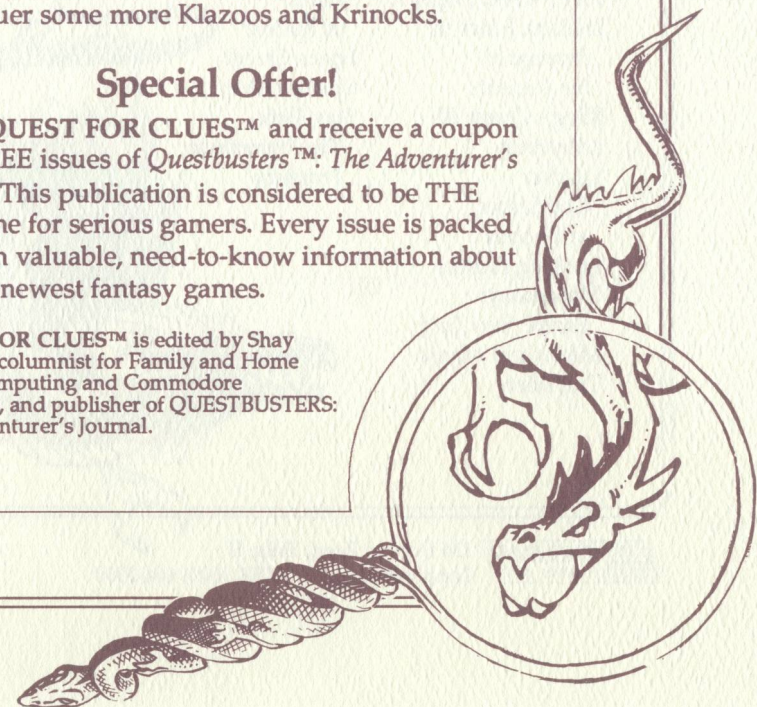 uer some more Klazoos and Krinocks.
Special Offer!
QUEST FOR CLUES™ and receive a coupon
EE issues of Questbusters™: The Adventurer's
This publication is considered to be THE
ne for serious gamers. Every issue is packed
n valuable, need-to-know information about
newest fantasy games.
OR CLUES™ is edited by Shay
columnist for Family and Home
mputing and Commodore
, and publisher of QUESTBUSTERS:
nturer's Journal.